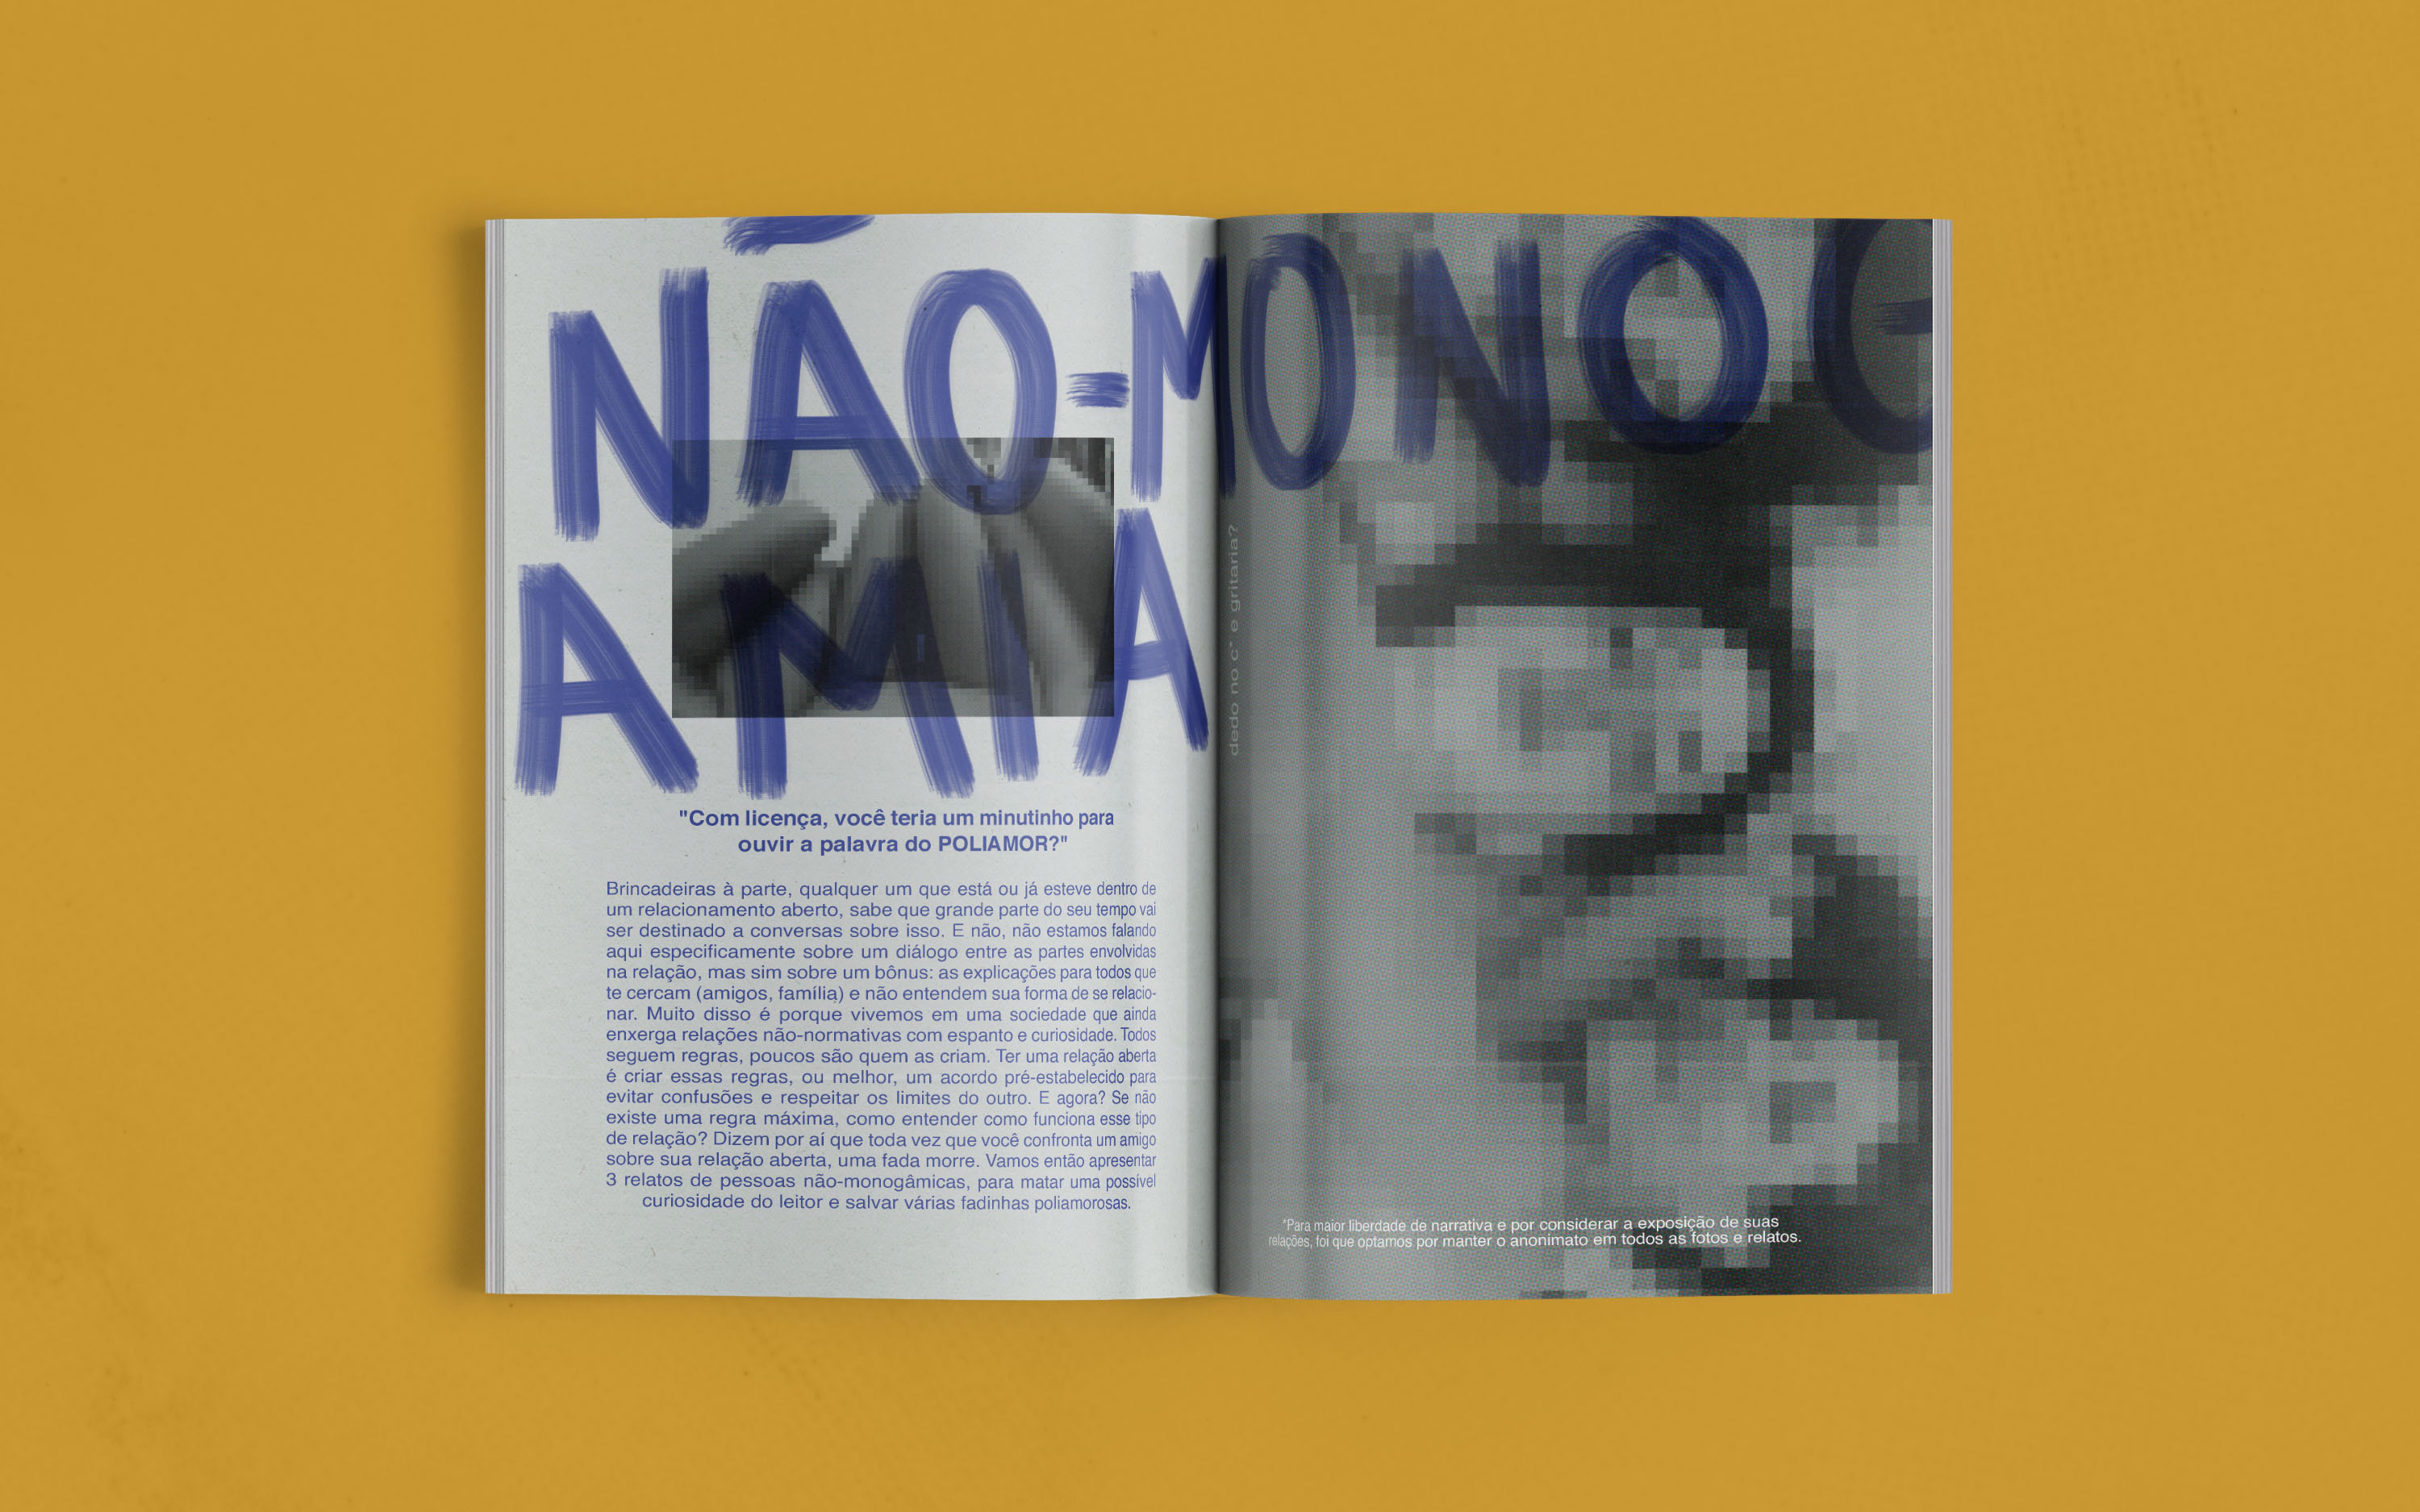 NÃO-MONOG
AMIA
"Com licença, você teria um minutinho para
ouvir a palavra do POLIAMOR?"
Brincadeiras à parte, qualquer um que está ou já esteve dentro de
um relacionamento aberto, sabe que grande parte do seu tempo vai
ser destinado a conversas sobre isso. E não, não estamos falando
aqui especificamente sobre um diálogo entre as partes envolvidas
na relação, mas sim sobre um bônus: as explicações para todos que
te cercam (amigos, família) e não entendem sua forma de se relacio-
nar. Muito disso é porque vivemos em uma sociedade que ainda
enxerga relações não-normativas com espanto e curiosidade. Todos
seguem regras, poucos são quem as criam. Ter uma relação aberta
é criar essas regras, ou melhor, um acordo pré-estabelecido para
evitar confusões e respeitar os limites do outro. E agora? Se não
existe uma regra máxima, como entender como funciona esse tipo
de relação? Dizem por aí que toda vez que você confronta um amigo
sobre sua relação aberta, uma fada morre. Vamos então apresentar
3 relatos de pessoas não-monogâmicas, para matar uma possível
curiosidade do leitor e salvar várias fadinhas poliamorosas.
dedo no c* e gritaria?
*Para maior liberdade de narrativa e por considerar a exposição de suas
relações, foi que optamos por manter o anonimato em todos as fotos e relatos.